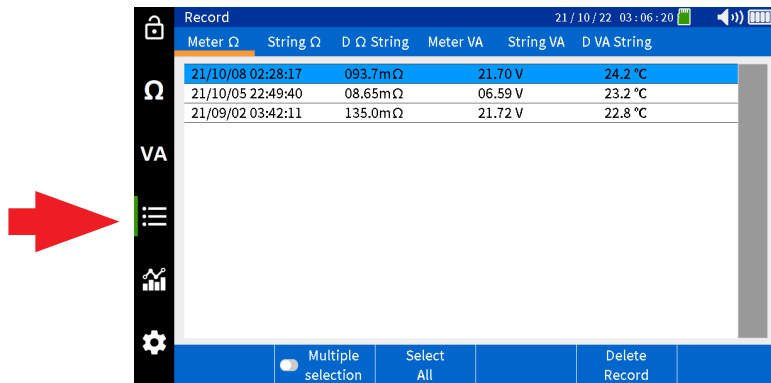 Record 21/10/22 03:06:20
Meter Ω String Ω D Ω String Meter VA String VA D VA String
21/10/08 02:28:17 093.7mΩ 21.70 V 24.2 ℃
21/10/05 22:49:40 08.65mΩ 06.59 V 23.2 ℃
21/09/02 03:42:11 135.0mΩ 21.72 V 22.8 ℃
Ω
VA
Multiple selection
Select All
Delete Record